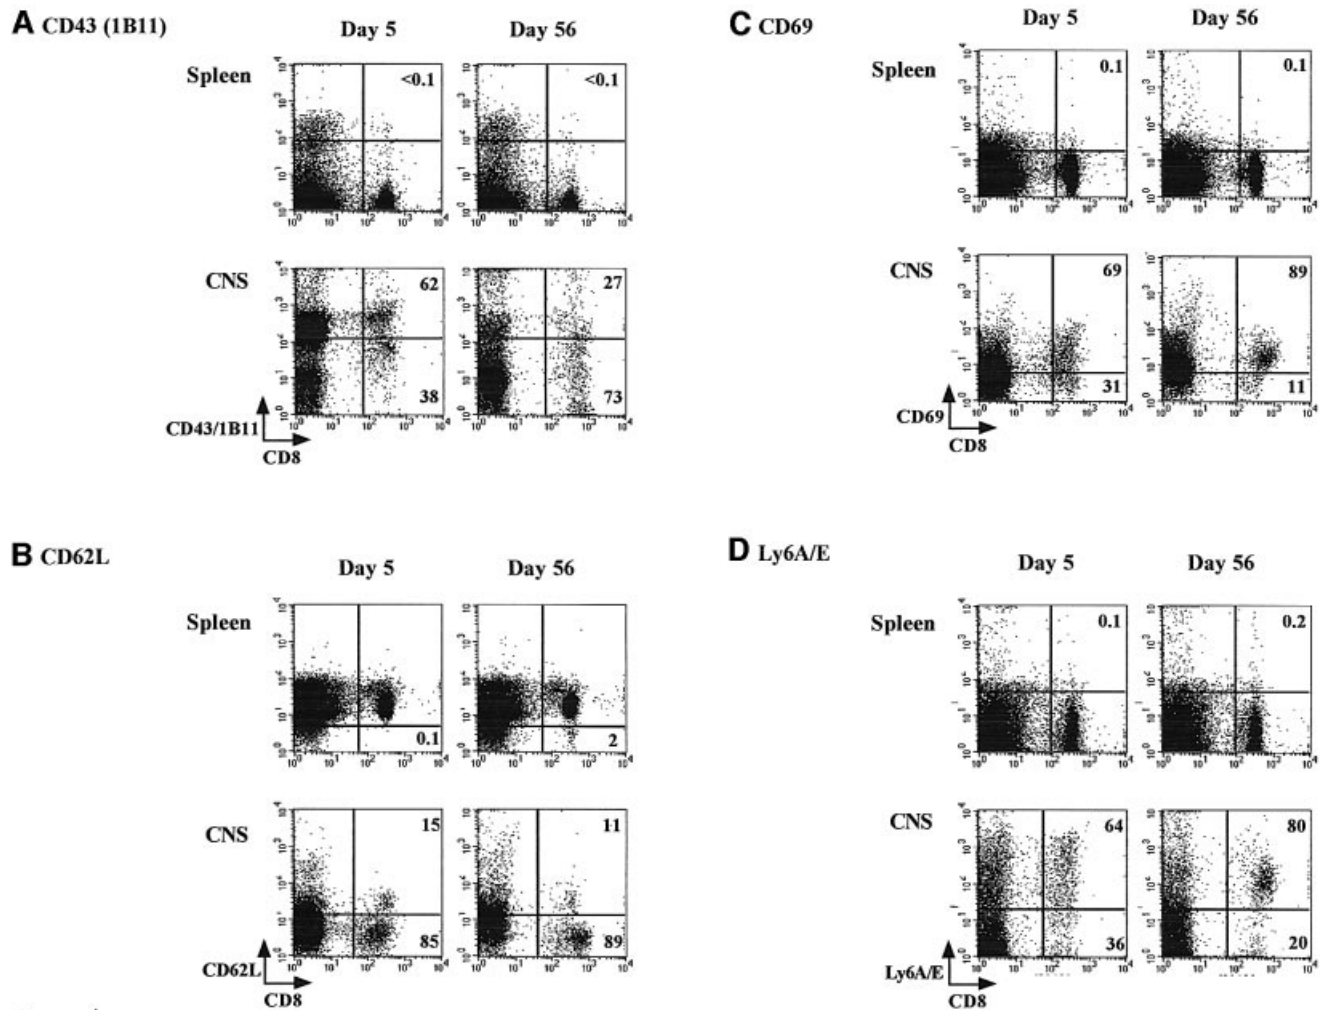 A CD43 (1B11)
Day 5
Day 56
Spleen
<0.1
<0.1
CNS
62
38
27
73
CD43/1B11
CD8
B CD62L
Day 5
Day 56
Spleen
0.1
2
CNS
15
85
11
89
CD62L
CD8
C CD69
Day 5
Day 56
Spleen
0.1
0.1
CNS
69
31
89
11
CD69
CD8
D Ly6A/E
Day 5
Day 56
Spleen
0.1
0.2
CNS
64
36
80
20
Ly6A/E
CD8